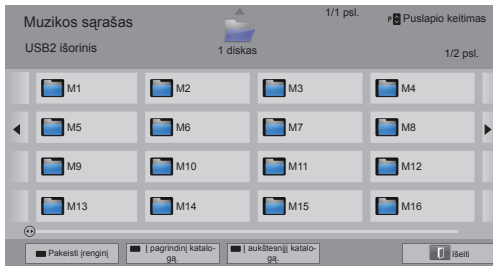 Muzikos sąrašas
1/1 psl.
P Puslapio keitimas
USB2 išorinis
1 diskas
1/2 psl.
M1
M2
M3
M4
M5
M6
M7
M8
M9
M10
M11
M12
M13
M14
M15
M16
Pakeisti įrenginį
Į pagrindinį katalo-
gą.
Į aukštesnįjį katalo-
gą.
Išeiti